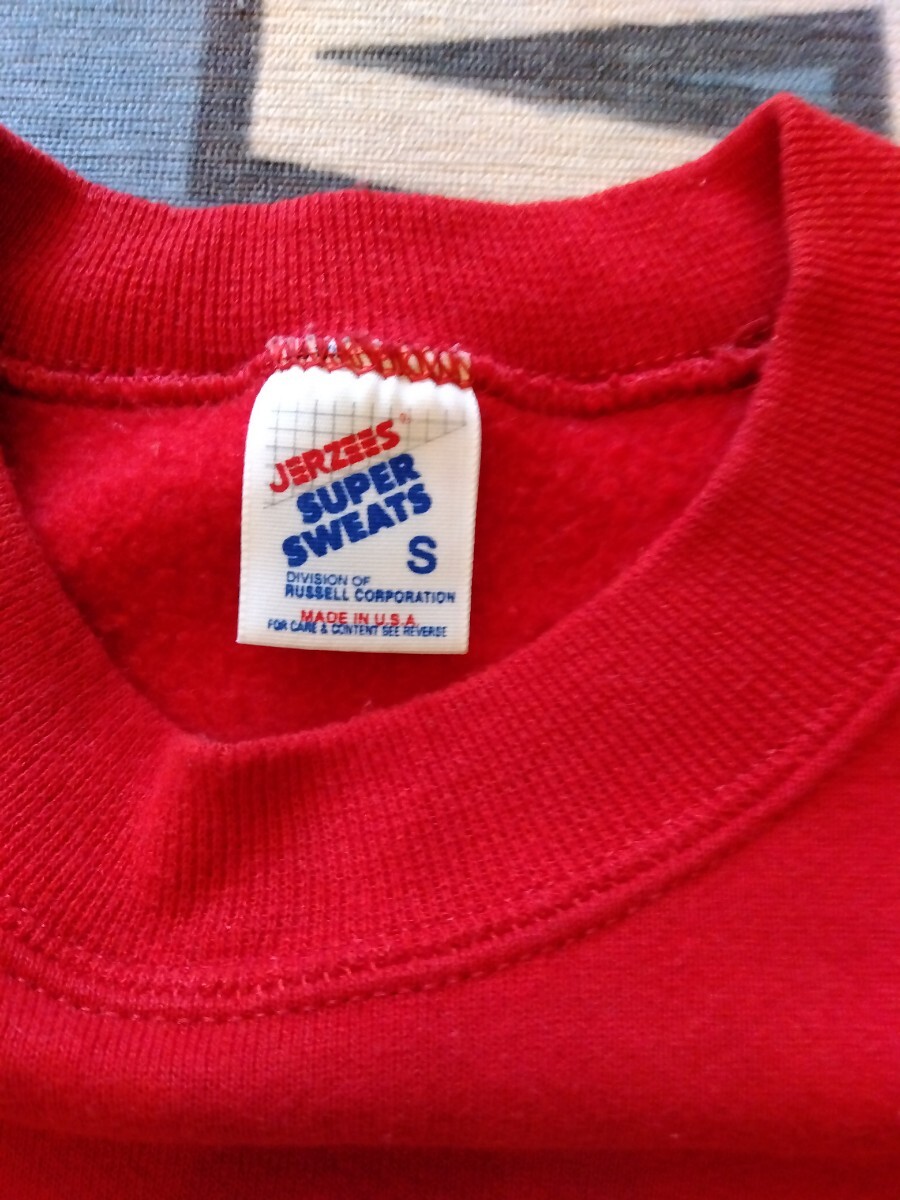 JERZEES®
SUPER
SWEATS
S
DIVISION OF
RUSSELL CORPORATION
MADE IN U.S.A.
FOR CARE & CONTENT SEE REVERSE